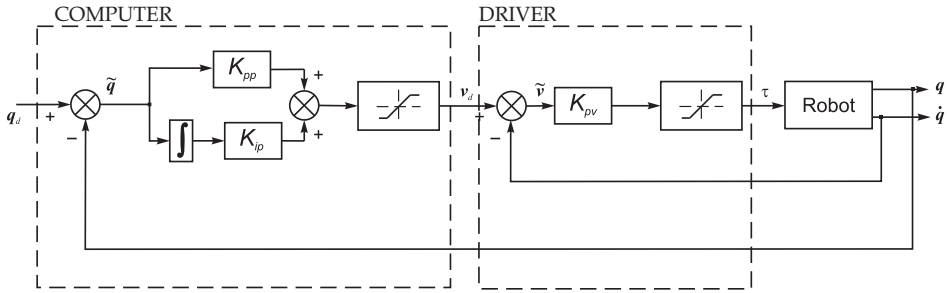 COMPUTER
DRIVER
q̃
K_pp
+
q_d
+
−
∫
K_ip
+
v_d
+
−
ṽ
K_pv
τ
Robot
q
q̇